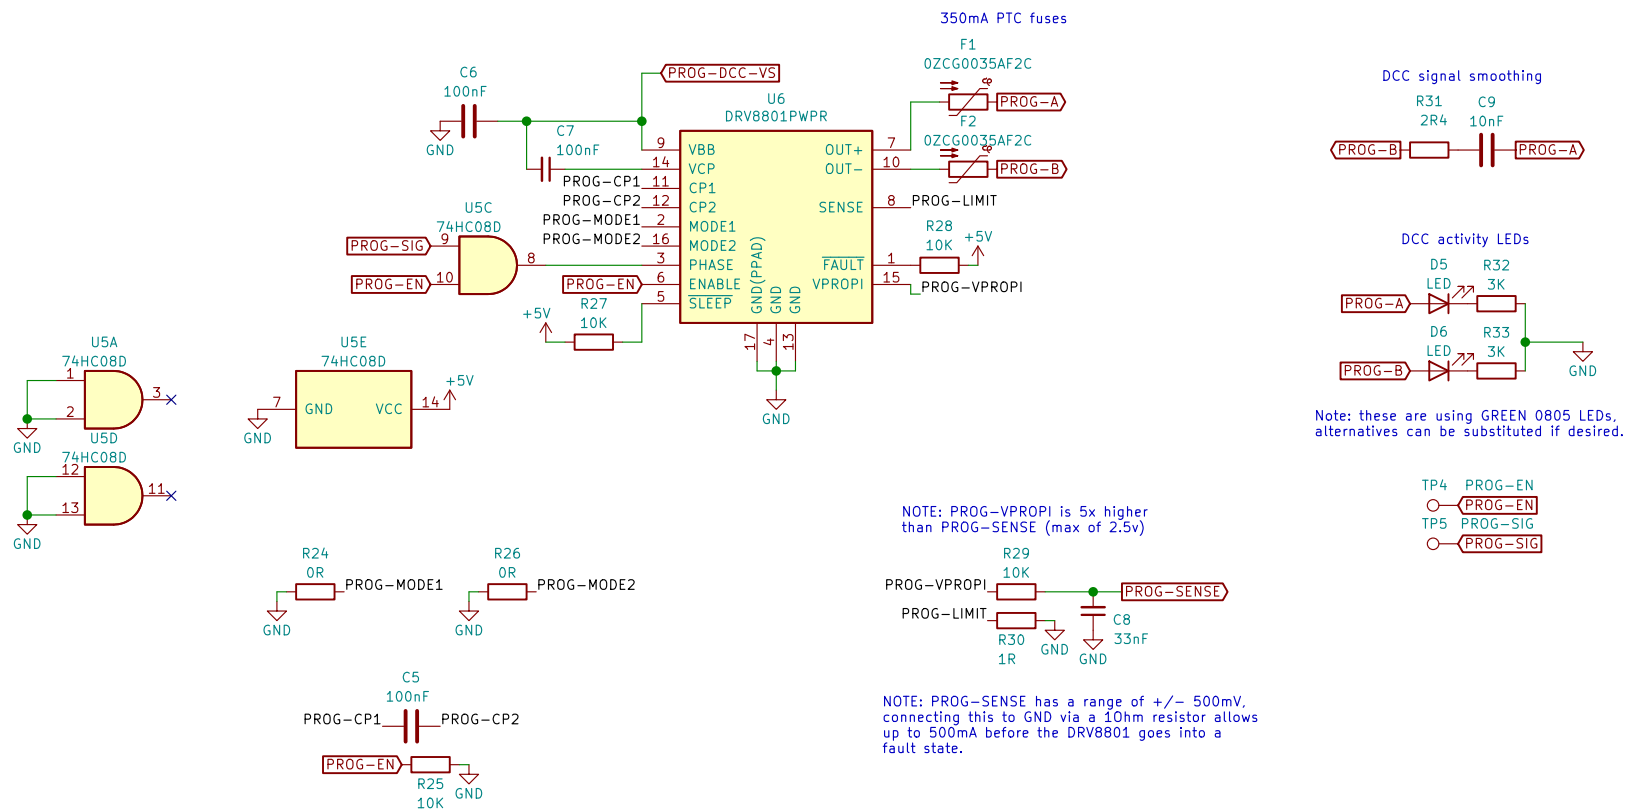 350mA PTC fuses
F1
0ZCG0035AF2C
PROG-DCC-VS
C6
100nF
GND
C7
100nF
U6
DRV8801PWPR
PROG-A
F2
0ZCG0035AF2C
PROG-B
9 VBB
14 VCP
PROG-CP1 11 CP1
PROG-CP2 12 CP2
PROG-MODE1 2 MODE1
PROG-MODE2 16 MODE2
3 PHASE
PROG-EN 6 ENABLE
5 SLEEP
OUT+ 7
OUT- 10
SENSE 8 PROG-LIMIT
FAULT 1
VPROPI 15 PROG-VPROPI
GND(PPAD) 17
GND 4
GND 13
GND
R28
10K
+5V
U5C
74HC08D
PROG-SIG 9
PROG-EN 10
8
R27
10K
+5V
DCC signal smoothing
R31
2R4
C9
10nF
PROG-B
PROG-A
DCC activity LEDs
D5
LED
R32
3K
PROG-A
D6
LED
R33
3K
PROG-B
GND
Note: these are using GREEN 0805 LEDs,
alternatives can be substituted if desired.
TP4 PROG-EN
PROG-EN
TP5 PROG-SIG
PROG-SIG
U5A
74HC08D
1
2
3
GND
U5D
74HC08D
12
13
11
GND
U5E
74HC08D
7 GND VCC 14
+5V
GND
R24
0R
PROG-MODE1
GND
R26
0R
PROG-MODE2
GND
C5
100nF
PROG-CP1 PROG-CP2
PROG-EN
R25
10K
GND
NOTE: PROG-VPROPI is 5x higher
than PROG-SENSE (max of 2.5v)
R29
10K
PROG-VPROPI
PROG-SENSE
PROG-LIMIT
R30
1R
GND
C8
33nF
GND
NOTE: PROG-SENSE has a range of +/- 500mV,
connecting this to GND via a 1Ohm resistor allows
up to 500mA before the DRV8801 goes into a
fault state.